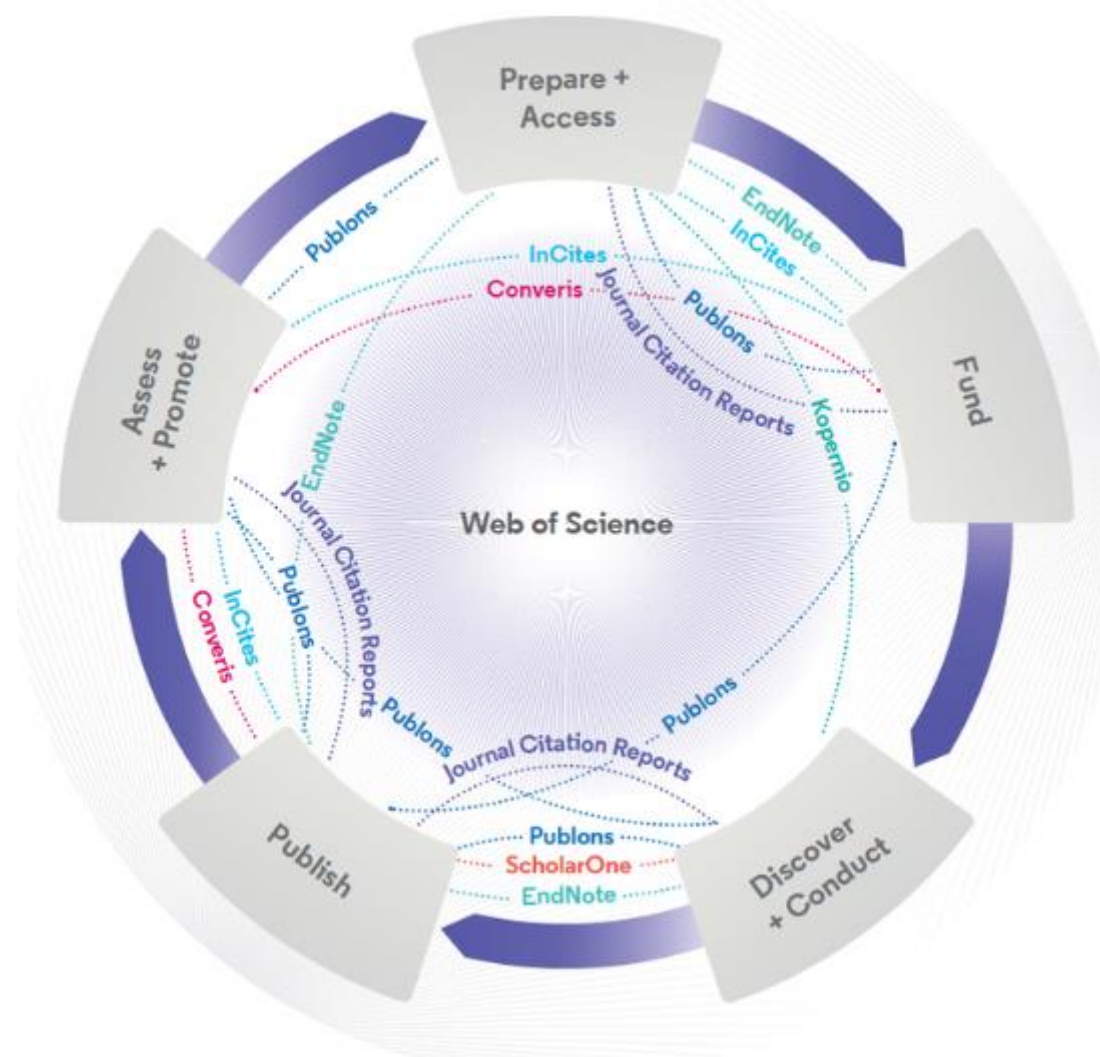 Prepare +
Access
EndNote
InCites
Publons
InCites
Converis
Publons
Journal Citation Reports
Fund
Assess
+ Promote
Kopernio
EndNote
Journal Citation Reports
Web of Science
Publons
InCites
Converis
Publons
Publons
Journal Citation Reports
Publons
ScholarOne
EndNote
Publish
Discover
+ Conduct